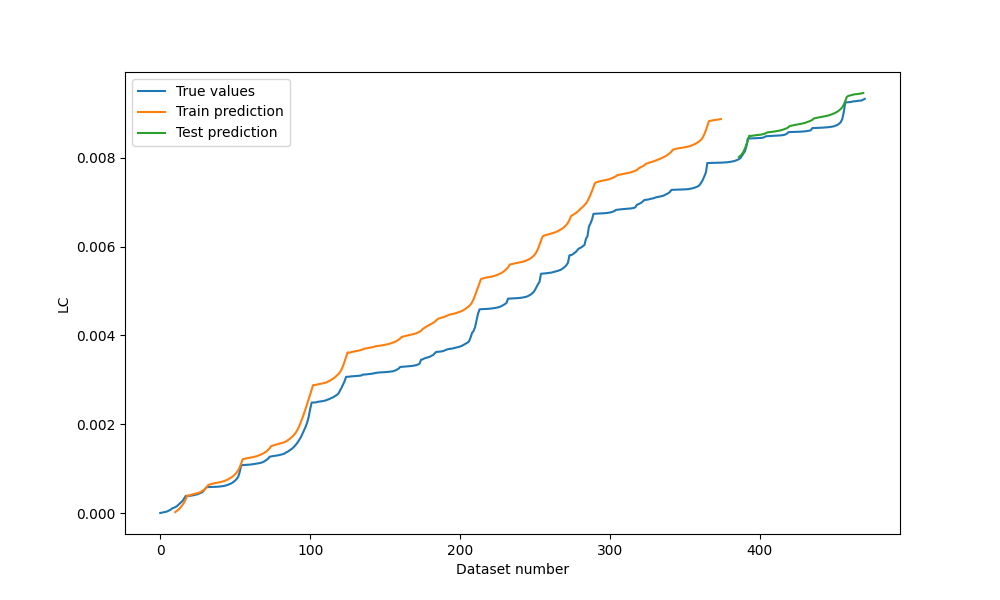 True values
Train prediction
Test prediction
0.008
0.006
0.004
0.002
0.000
LC
0
100
200
300
400
Dataset number